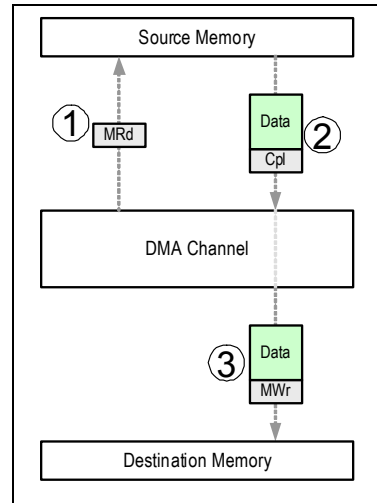 Source Memory
1
MRd
Data
2
Cpl
DMA Channel
3
Data
MWr
Destination Memory